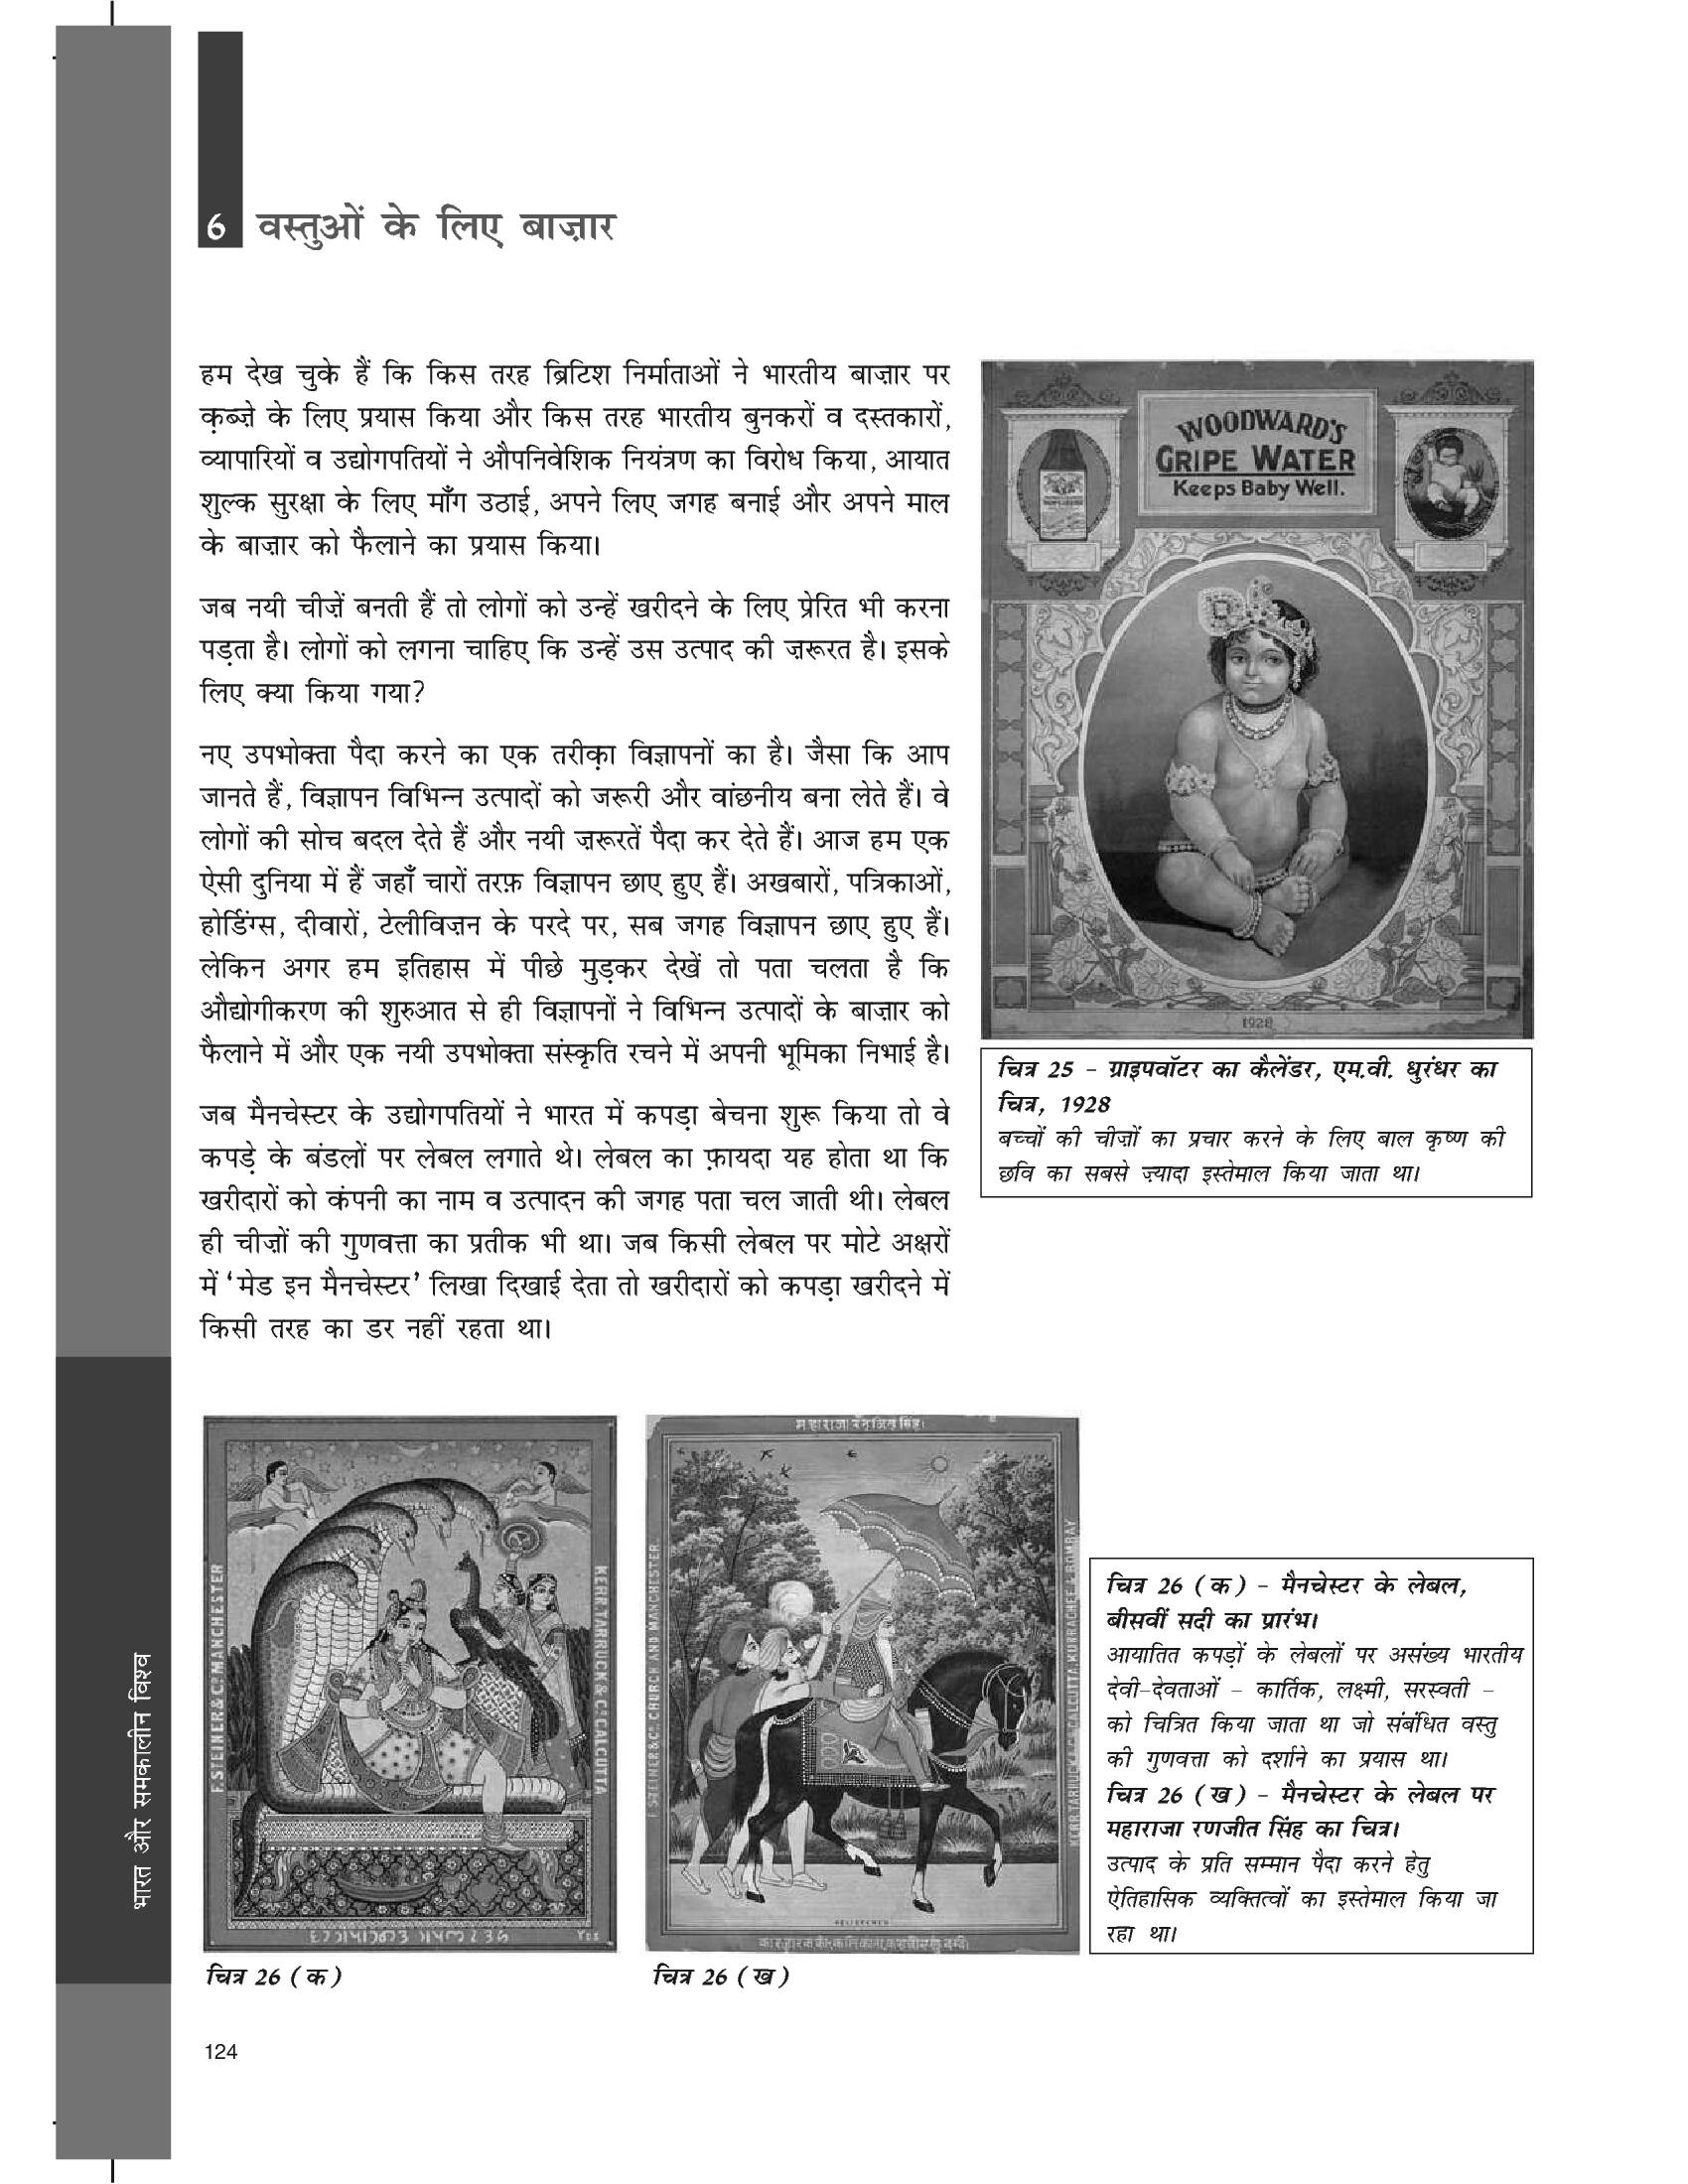 6 वस्तुओं के लिए बाज़ार
हम देख चुके हैं कि किस तरह ब्रिटिश निर्माताओं ने भारतीय बाज़ार पर
क़ब्ज़े के लिए प्रयास किया और किस तरह भारतीय बुनकरों व दस्तकारों,
व्यापारियों व उद्योगपतियों ने औपनिवेशिक नियंत्रण का विरोध किया, आयात
शुल्क सुरक्षा के लिए माँग उठाई, अपने लिए जगह बनाई और अपने माल
के बाज़ार को फैलाने का प्रयास किया।
जब नयी चीज़ें बनती हैं तो लोगों को उन्हें खरीदने के लिए प्रेरित भी करना
पड़ता है। लोगों को लगना चाहिए कि उन्हें उस उत्पाद की ज़रूरत है। इसके
लिए क्या किया गया?
नए उपभोक्ता पैदा करने का एक तरीक़ा विज्ञापनों का है। जैसा कि आप
जानते हैं, विज्ञापन विभिन्न उत्पादों को जरूरी और वांछनीय बना लेते हैं। वे
लोगों की सोच बदल देते हैं और नयी ज़रूरतें पैदा कर देते हैं। आज हम एक
ऐसी दुनिया में हैं जहाँ चारों तरफ़ विज्ञापन छाए हुए हैं। अखबारों, पत्रिकाओं,
होर्डिंग्स, दीवारों, टेलीविज़न के परदे पर, सब जगह विज्ञापन छाए हुए हैं।
लेकिन अगर हम इतिहास में पीछे मुड़कर देखें तो पता चलता है कि
औद्योगीकरण की शुरुआत से ही विज्ञापनों ने विभिन्न उत्पादों के बाज़ार को
फैलाने में और एक नयी उपभोक्ता संस्कृति रचने में अपनी भूमिका निभाई है।
जब मैनचेस्टर के उद्योगपतियों ने भारत में कपड़ा बेचना शुरू किया तो वे
कपड़े के बंडलों पर लेबल लगाते थे। लेबल का फ़ायदा यह होता था कि
खरीदारों को कंपनी का नाम व उत्पादन की जगह पता चल जाती थी। लेबल
ही चीज़ों की गुणवत्ता का प्रतीक भी था। जब किसी लेबल पर मोटे अक्षरों
में ‘मेड इन मैनचेस्टर’ लिखा दिखाई देता तो खरीदारों को कपड़ा खरीदने में
किसी तरह का डर नहीं रहता था।
WOODWARD'S
GRIPE WATER
Keeps Baby Well.
1928
चित्र 25 – ग्राइपवॉटर का कैलेंडर, एम.वी. धुरंधर का
चित्र, 1928
बच्चों की चीज़ों का प्रचार करने के लिए बाल कृष्ण की
छवि का सबसे ज़्यादा इस्तेमाल किया जाता था।
F. STEINER & Co. MANCHESTER
KERR TARRUCK & Co. CALCUTTA
चित्र 26 (क)
महाराजा रनजित सिंह।
F. STEINER & Co. CHURCH AND MANCHESTER
KERR TARRUCK & Co. CALCUTTA, KURRACHEE & BOMBAY
चित्र 26 (ख)
चित्र 26 (क) – मैनचेस्टर के लेबल,
बीसवीं सदी का प्रारंभ।
आयातित कपड़ों के लेबलों पर असंख्य भारतीय
देवी-देवताओं – कार्तिक, लक्ष्मी, सरस्वती –
को चित्रित किया जाता था जो संबंधित वस्तु
की गुणवत्ता को दर्शाने का प्रयास था।
चित्र 26 (ख) – मैनचेस्टर के लेबल पर
महाराजा रणजीत सिंह का चित्र।
उत्पाद के प्रति सम्मान पैदा करने हेतु
ऐतिहासिक व्यक्तित्वों का इस्तेमाल किया जा
रहा था।
भारत और समकालीन विश्व
124